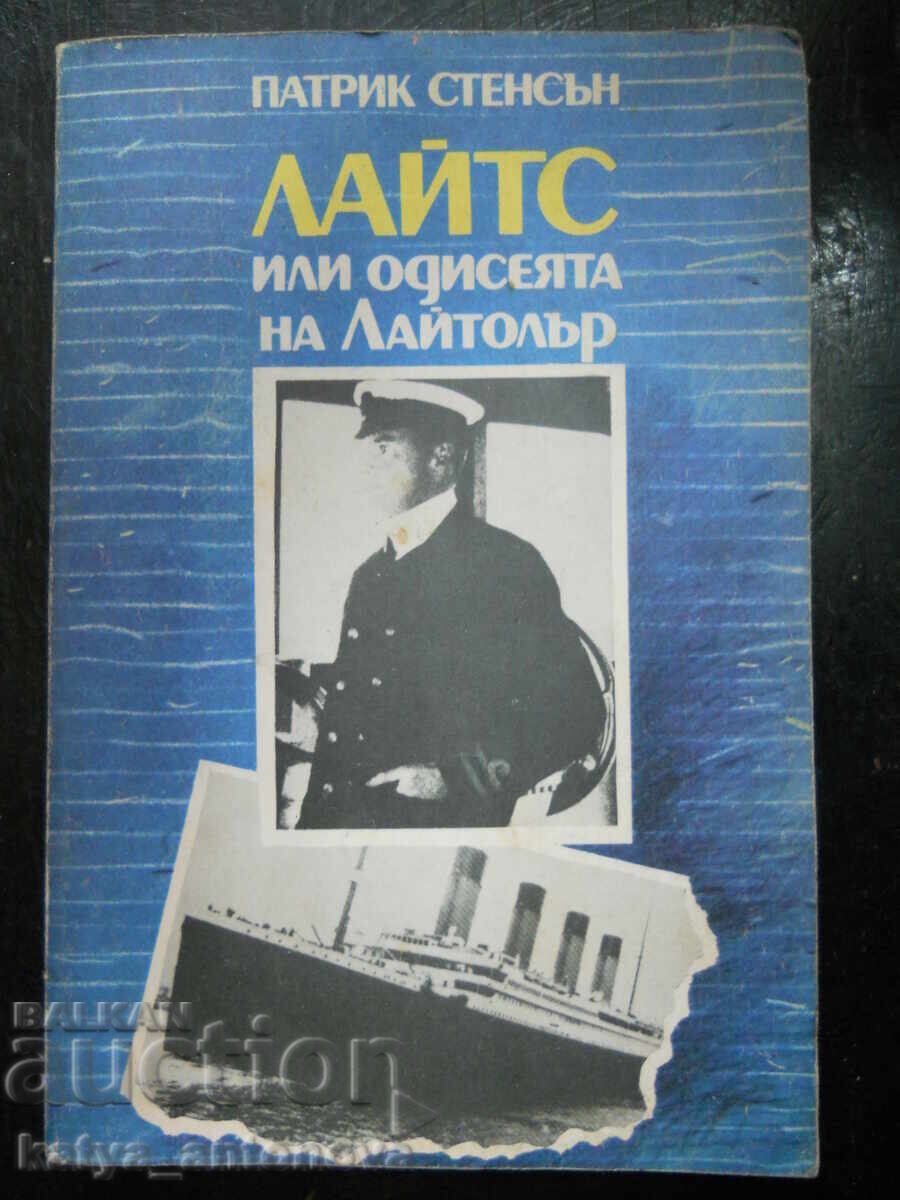 ПАТРИК СТЕНСЪН
ЛАЙТС
ИЛИ ОДИСЕЯТА
НА ЛАЙТОЛЪР
BALKAN
auction
katya_antonova